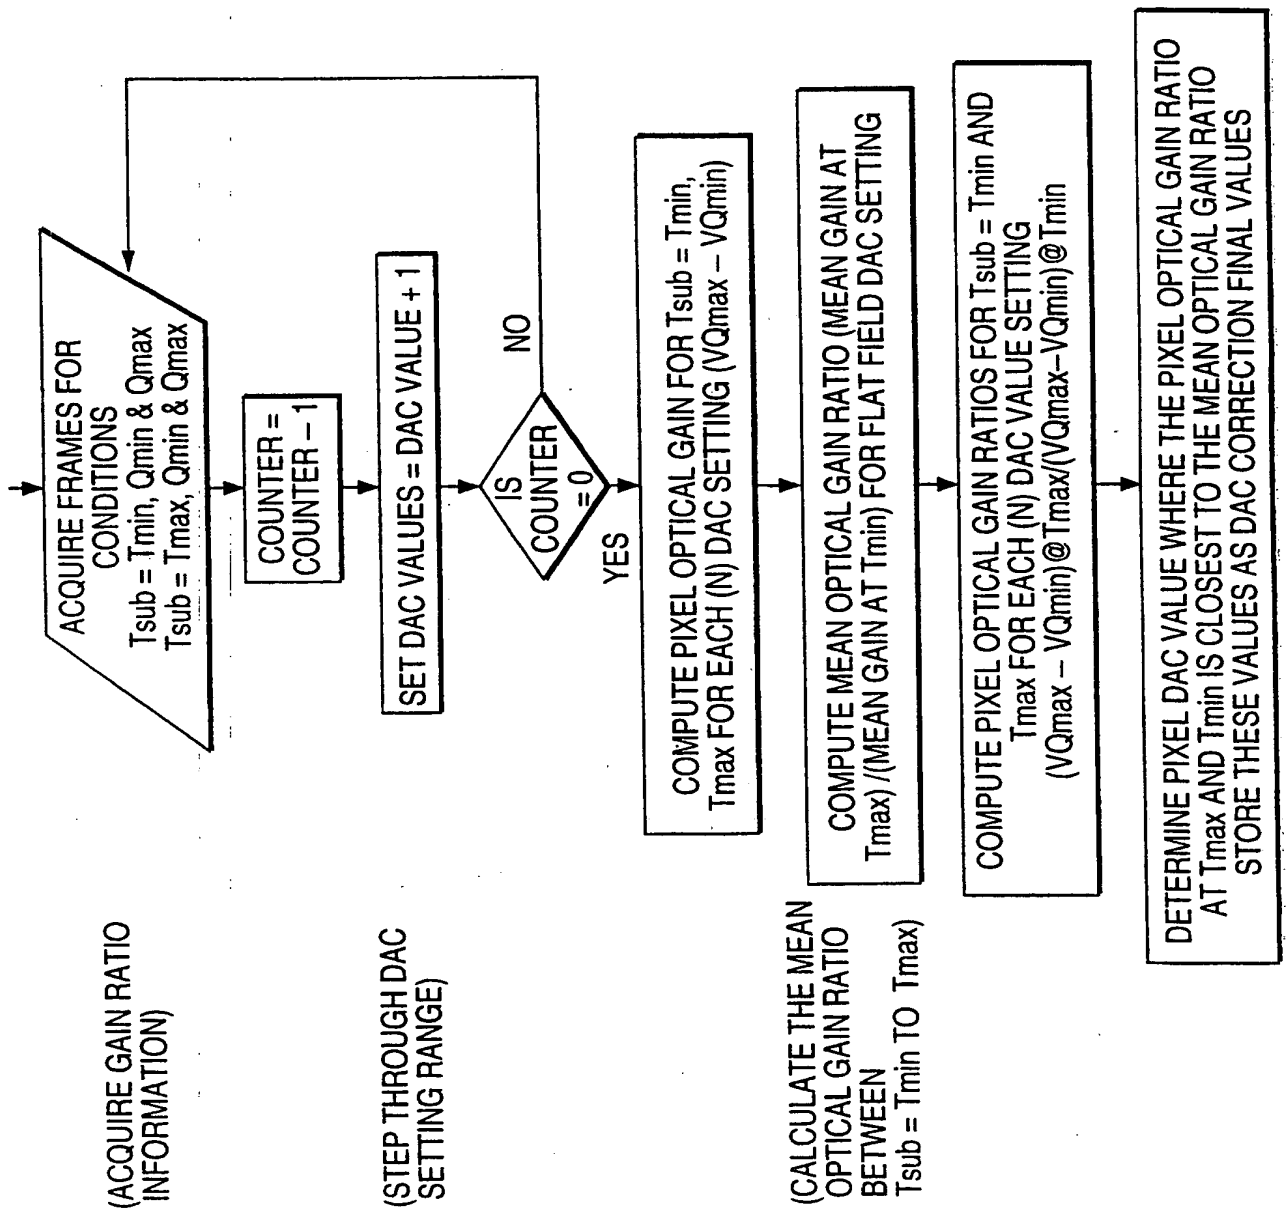 (ACQUIRE GAIN RATIO
INFORMATION)
ACQUIRE FRAMES FOR
CONDITIONS
Tsub = Tmin, Qmin & Qmax
Tsub = Tmax, Qmin & Qmax
COUNTER =
COUNTER – 1
(STEP THROUGH DAC
SETTING RANGE)
SET DAC VALUES = DAC VALUE + 1
IS
COUNTER
= 0
NO
YES
COMPUTE PIXEL OPTICAL GAIN FOR Tsub = Tmin,
Tmax FOR EACH (N) DAC SETTING (VQmax – VQmin)
(CALCULATE THE MEAN
OPTICAL GAIN RATIO
BETWEEN
Tsub = Tmin TO Tmax)
COMPUTE MEAN OPTICAL GAIN RATIO (MEAN GAIN AT
Tmax) /(MEAN GAIN AT Tmin) FOR FLAT FIELD DAC SETTING
COMPUTE PIXEL OPTICAL GAIN RATIOS FOR Tsub = Tmin AND
Tmax FOR EACH (N) DAC VALUE SETTING
(VQmax – VQmin)@Tmax/(VQmax–VQmin)@Tmin
DETERMINE PIXEL DAC VALUE WHERE THE PIXEL OPTICAL GAIN RATIO
AT Tmax AND Tmin IS CLOSEST TO THE MEAN OPTICAL GAIN RATIO
STORE THESE VALUES AS DAC CORRECTION FINAL VALUES